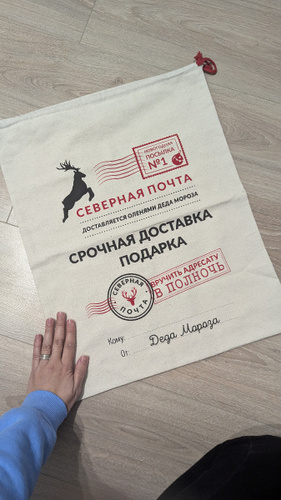 НОВОГОДНЯЯ
ПОСЫЛКА
№1
СЕВЕРНАЯ ПОЧТА
ДОСТАВЛЯЕТСЯ ОЛЕНЯМИ ДЕДА МОРОЗА
СРОЧНАЯ ДОСТАВКА
ПОДАРКА
СЕВЕРНАЯ
ПОЧТА
ВРУЧИТЬ АДРЕСАТУ
В ПОЛНОЧЬ
Кому:
От: Деда Мороза